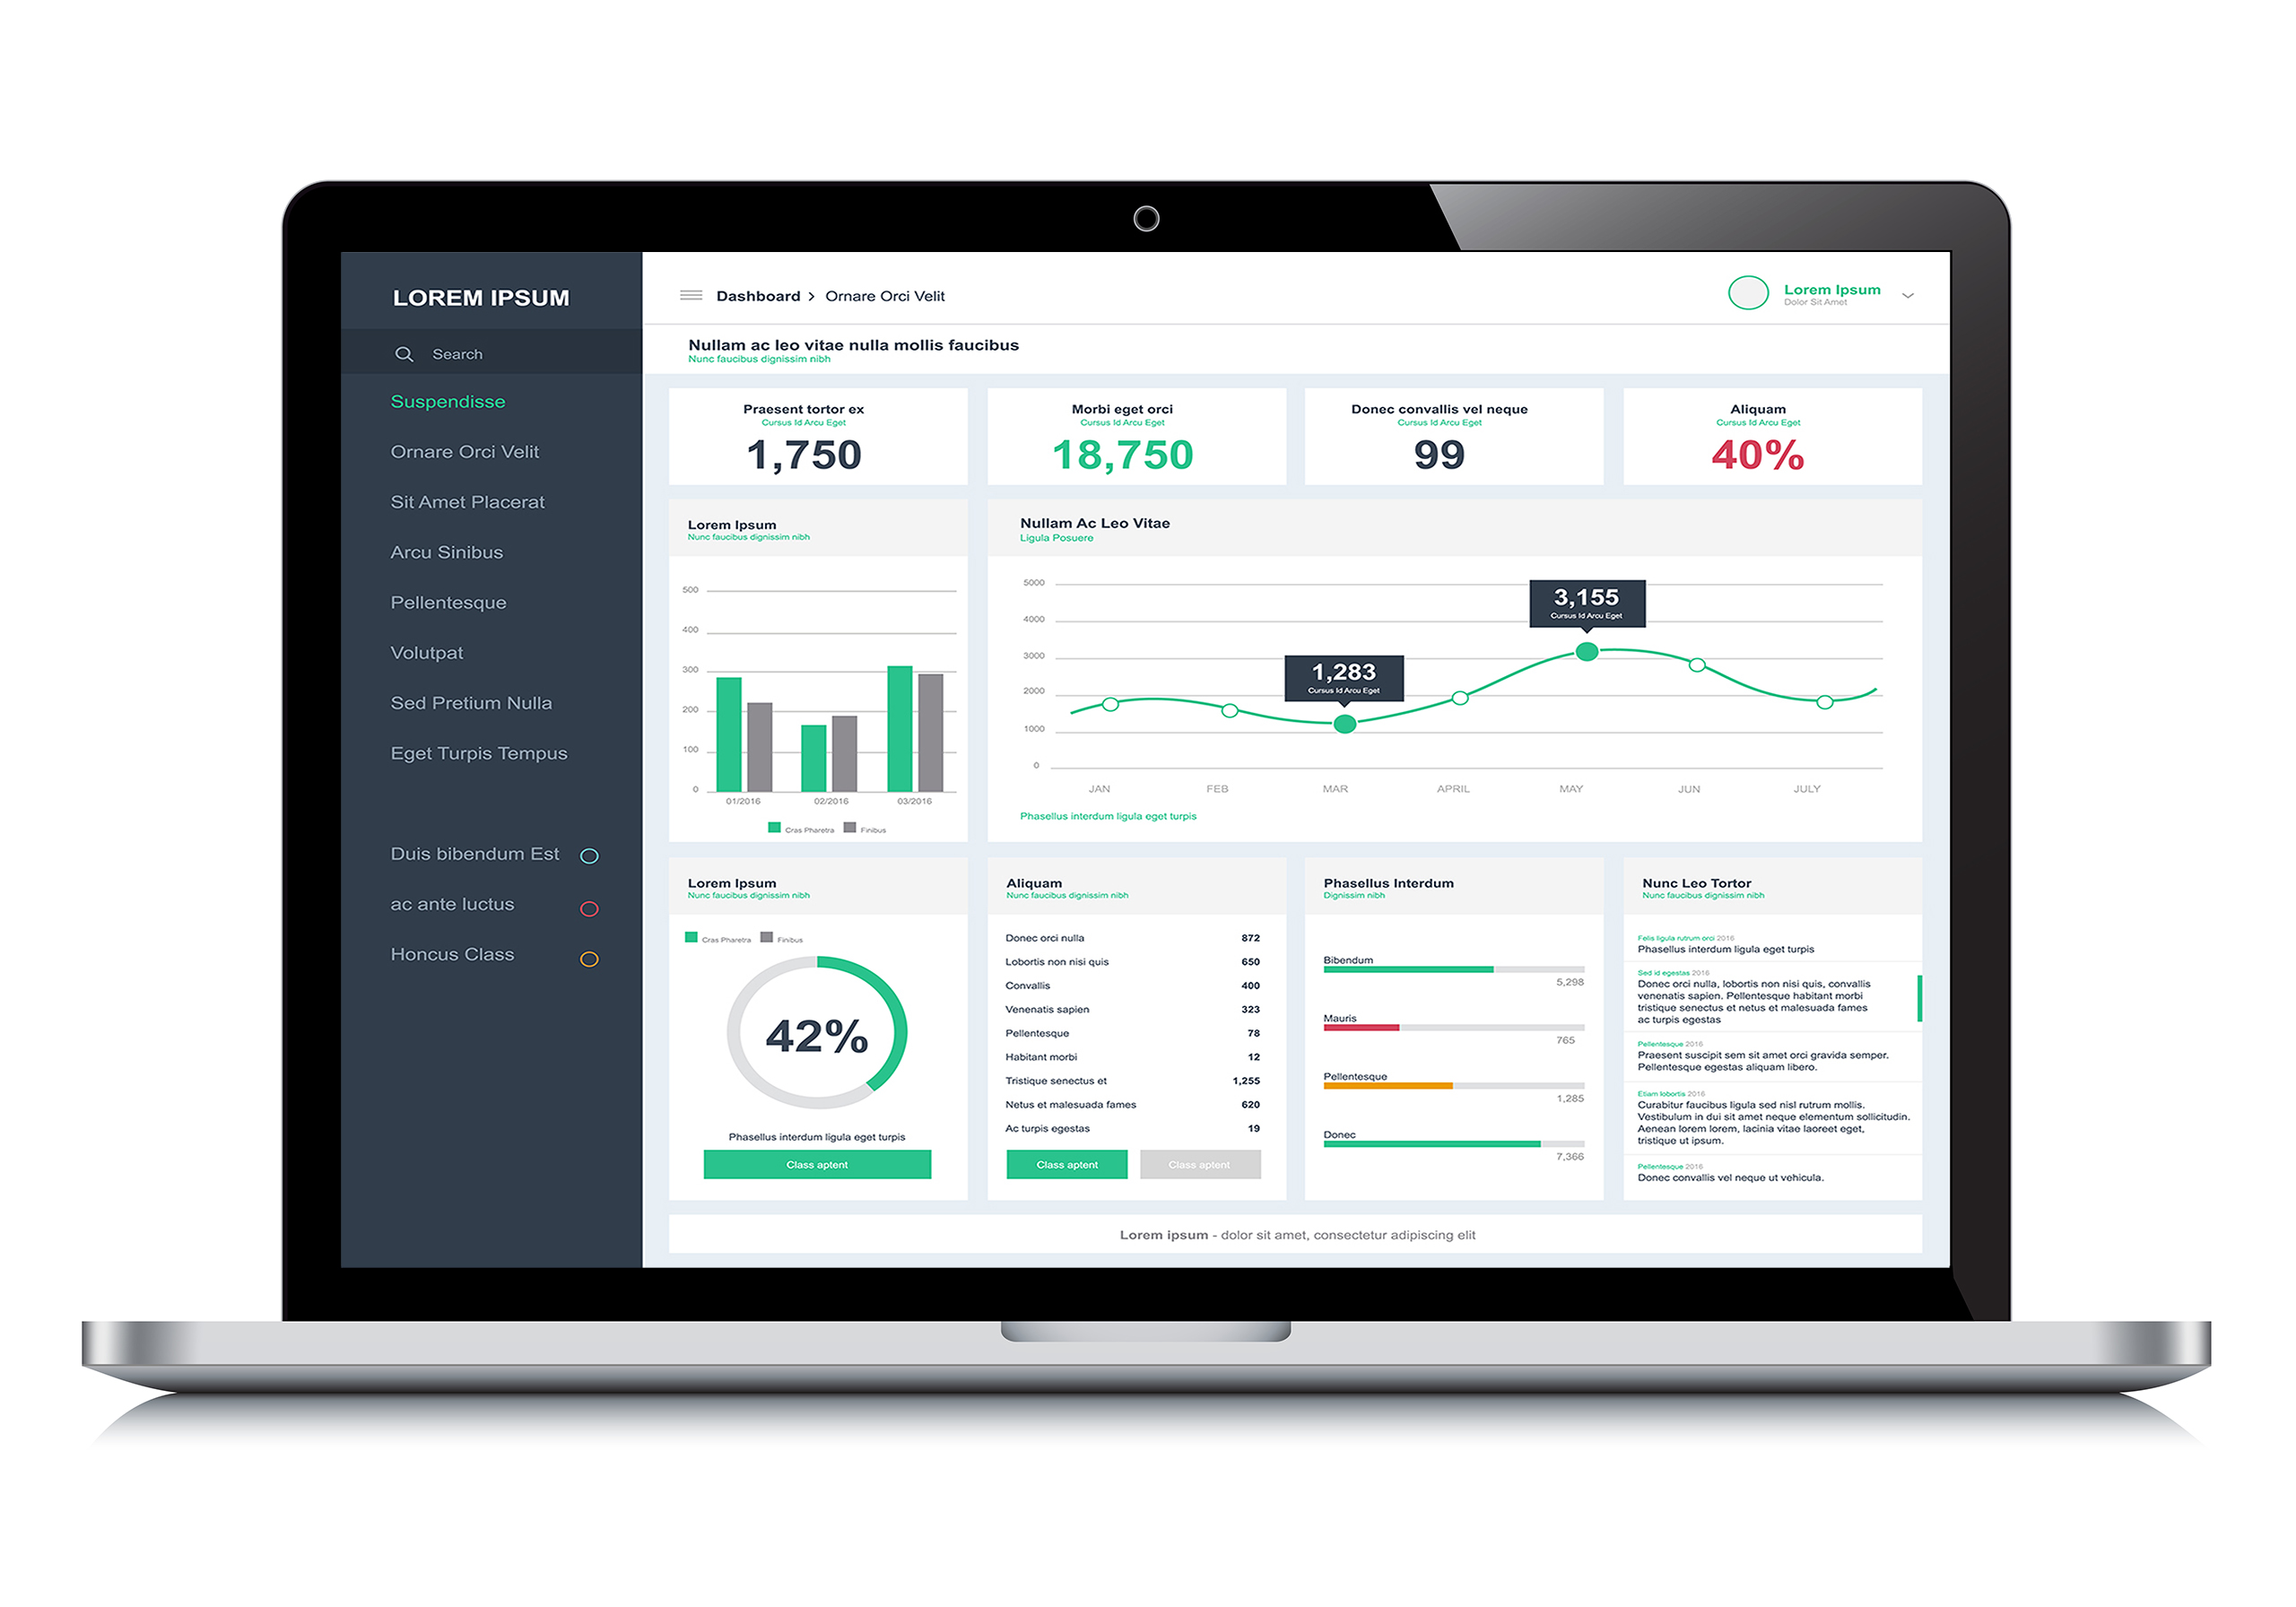 LOREM IPSUM
Search
Suspendisse
Ornare Orci Velit
Sit Amet Placerat
Arcu Sinibus
Pellentesque
Volutpat
Sed Pretium Nulla
Eget Turpis Tempus
Duis bibendum Est
ac ante luctus
Honcus Class
Dashboard > Ornare Orci Velit
Lorem Ipsum
Dolor Sit Amet
Nullam ac leo vitae nulla mollis faucibus
Nunc faucibus dignissim nibh
Praesent tortor ex
Cursus Id Arcu Eget
1,750
Morbi eget orci
Cursus Id Arcu Eget
18,750
Donec convallis vel neque
Cursus Id Arcu Eget
99
Aliquam
Cursus Id Arcu Eget
40%
Lorem Ipsum
Nunc faucibus dignissim nibh
500
400
300
200
100
0
01/2016 02/2016 03/2016
Cras Pharetra Finibus
Nullam Ac Leo Vitae
Ligula Posuere
5000
4000
3000
2000
1000
0
1,283
Cursus Id Arcu Eget
3,155
Cursus Id Arcu Eget
JAN FEB MAR APRIL MAY JUN JULY
Phasellus interdum ligula eget turpis
Lorem Ipsum
Nunc faucibus dignissim nibh
Cras Pharetra Finibus
42%
Phasellus interdum ligula eget turpis
Class aptent
Aliquam
Nunc faucibus dignissim nibh
Donec orci nulla 872
Lobortis non nisi quis 650
Convallis 400
Venenatis sapien 323
Pellentesque 78
Habitant morbi 12
Tristique senectus et 1,255
Netus et malesuada fames 620
Ac turpis egestas 19
Class aptent Class aptent
Phasellus Interdum
Dignissim nibh
Bibendum
5,298
Mauris
765
Pellentesque
1,285
Donec
7,366
Nunc Leo Tortor
Nunc faucibus dignissim nibh
Felis ligula rutrum orci 2016
Phasellus interdum ligula eget turpis
Sed id egestas 2016
Donec orci nulla, lobortis non nisi quis, convallis
venenatis sapien. Pellentesque habitant morbi
tristique senectus et netus et malesuada fames
ac turpis egestas
Pellentesque 2016
Praesent suscipit sem sit amet orci gravida semper.
Pellentesque egestas aliquam libero.
Etiam lobortis 2016
Curabitur faucibus ligula sed nisl rutrum mollis.
Vestibulum in dui sit amet neque elementum sollicitudin.
Aenean lorem lorem, lacinia vitae laoreet eget,
tristique ut ipsum.
Pellentesque 2016
Donec convallis vel neque ut vehicula.
Lorem ipsum - dolor sit amet, consectetur adipiscing elit